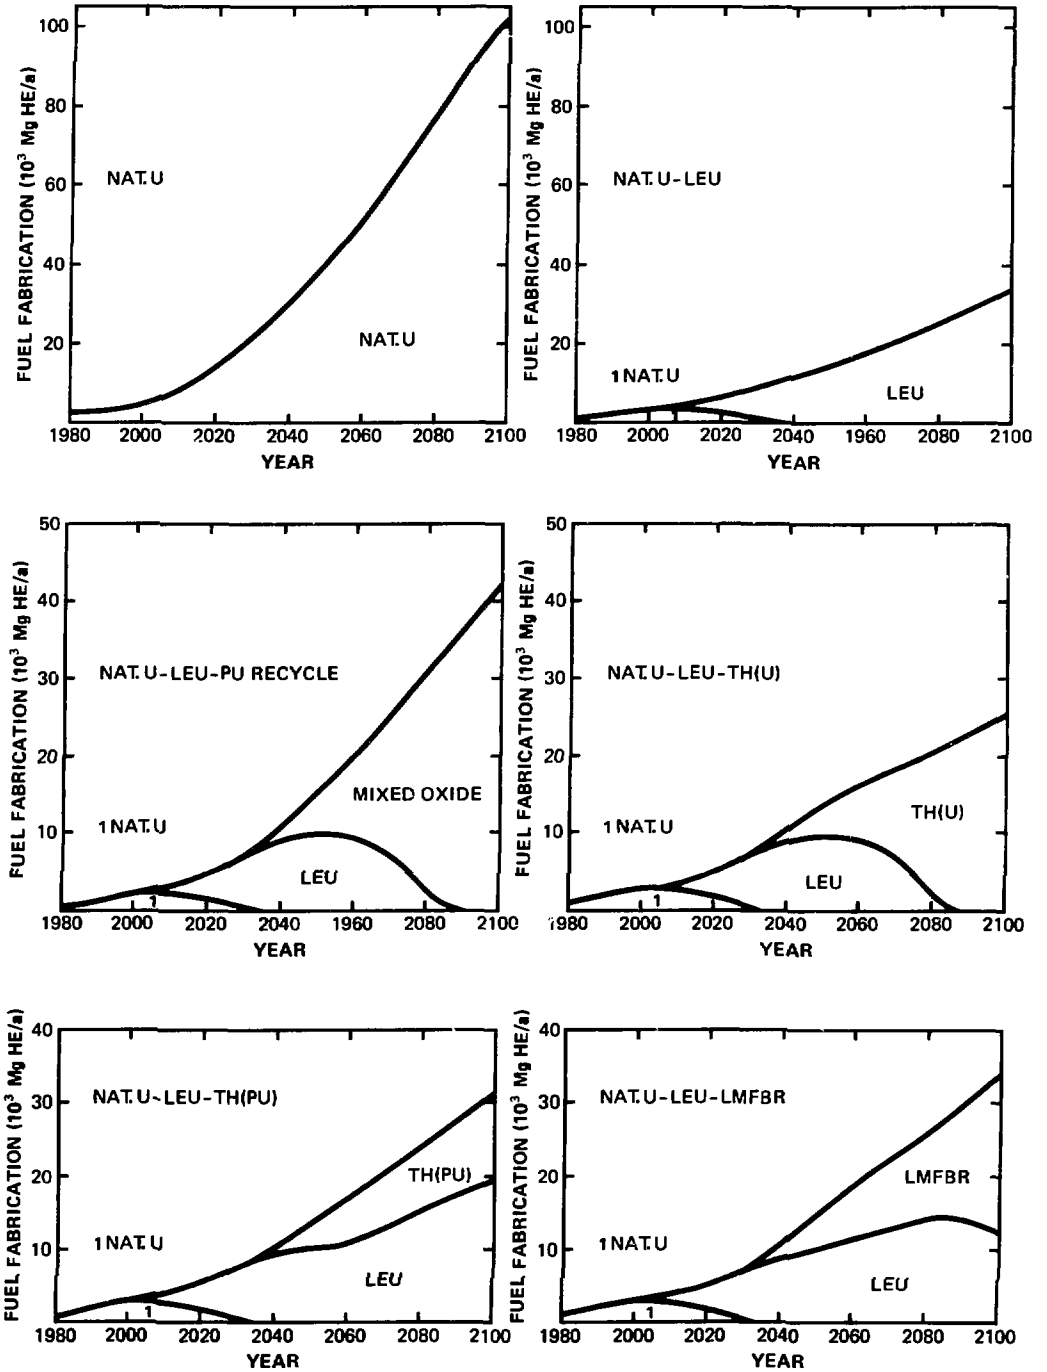 FUEL FABRICATION (10³ Mg HE/a)
100
80
60
40
20
NAT.U
NAT.U
1980 2000 2020 2040 2060 2080 2100
YEAR
FUEL FABRICATION (10³ Mg HE/a)
100
80
60
40
20
NAT.U-LEU
1 NAT.U
LEU
1
1980 2000 2020 2040 1960 2080 2100
YEAR
FUEL FABRICATION (10³ Mg HE/a)
50
40
30
20
10
NAT.U-LEU-PU RECYCLE
MIXED OXIDE
1 NAT.U
LEU
1
1980 2000 2020 2040 1960 2080 2100
YEAR
FUEL FABRICATION (10³ Mg HE/a)
50
40
30
20
10
NAT.U-LEU-TH(U)
TH(U)
1 NAT.U
LEU
1
1980 2000 2020 2040 2060 2080 2100
YEAR
FUEL FABRICATION (10³ Mg HE/a)
40
30
20
10
NAT.U-LEU-TH(PU)
TH(PU)
1 NAT.U
LEU
1
1980 2000 2020 2040 2060 2080 2100
YEAR
FUEL FABRICATION (10³ Mg HE/a)
40
30
20
10
NAT.U-LEU-LMFBR
LMFBR
1 NAT.U
LEU
1
1980 2000 2020 2040 2060 2080 2100
YEAR